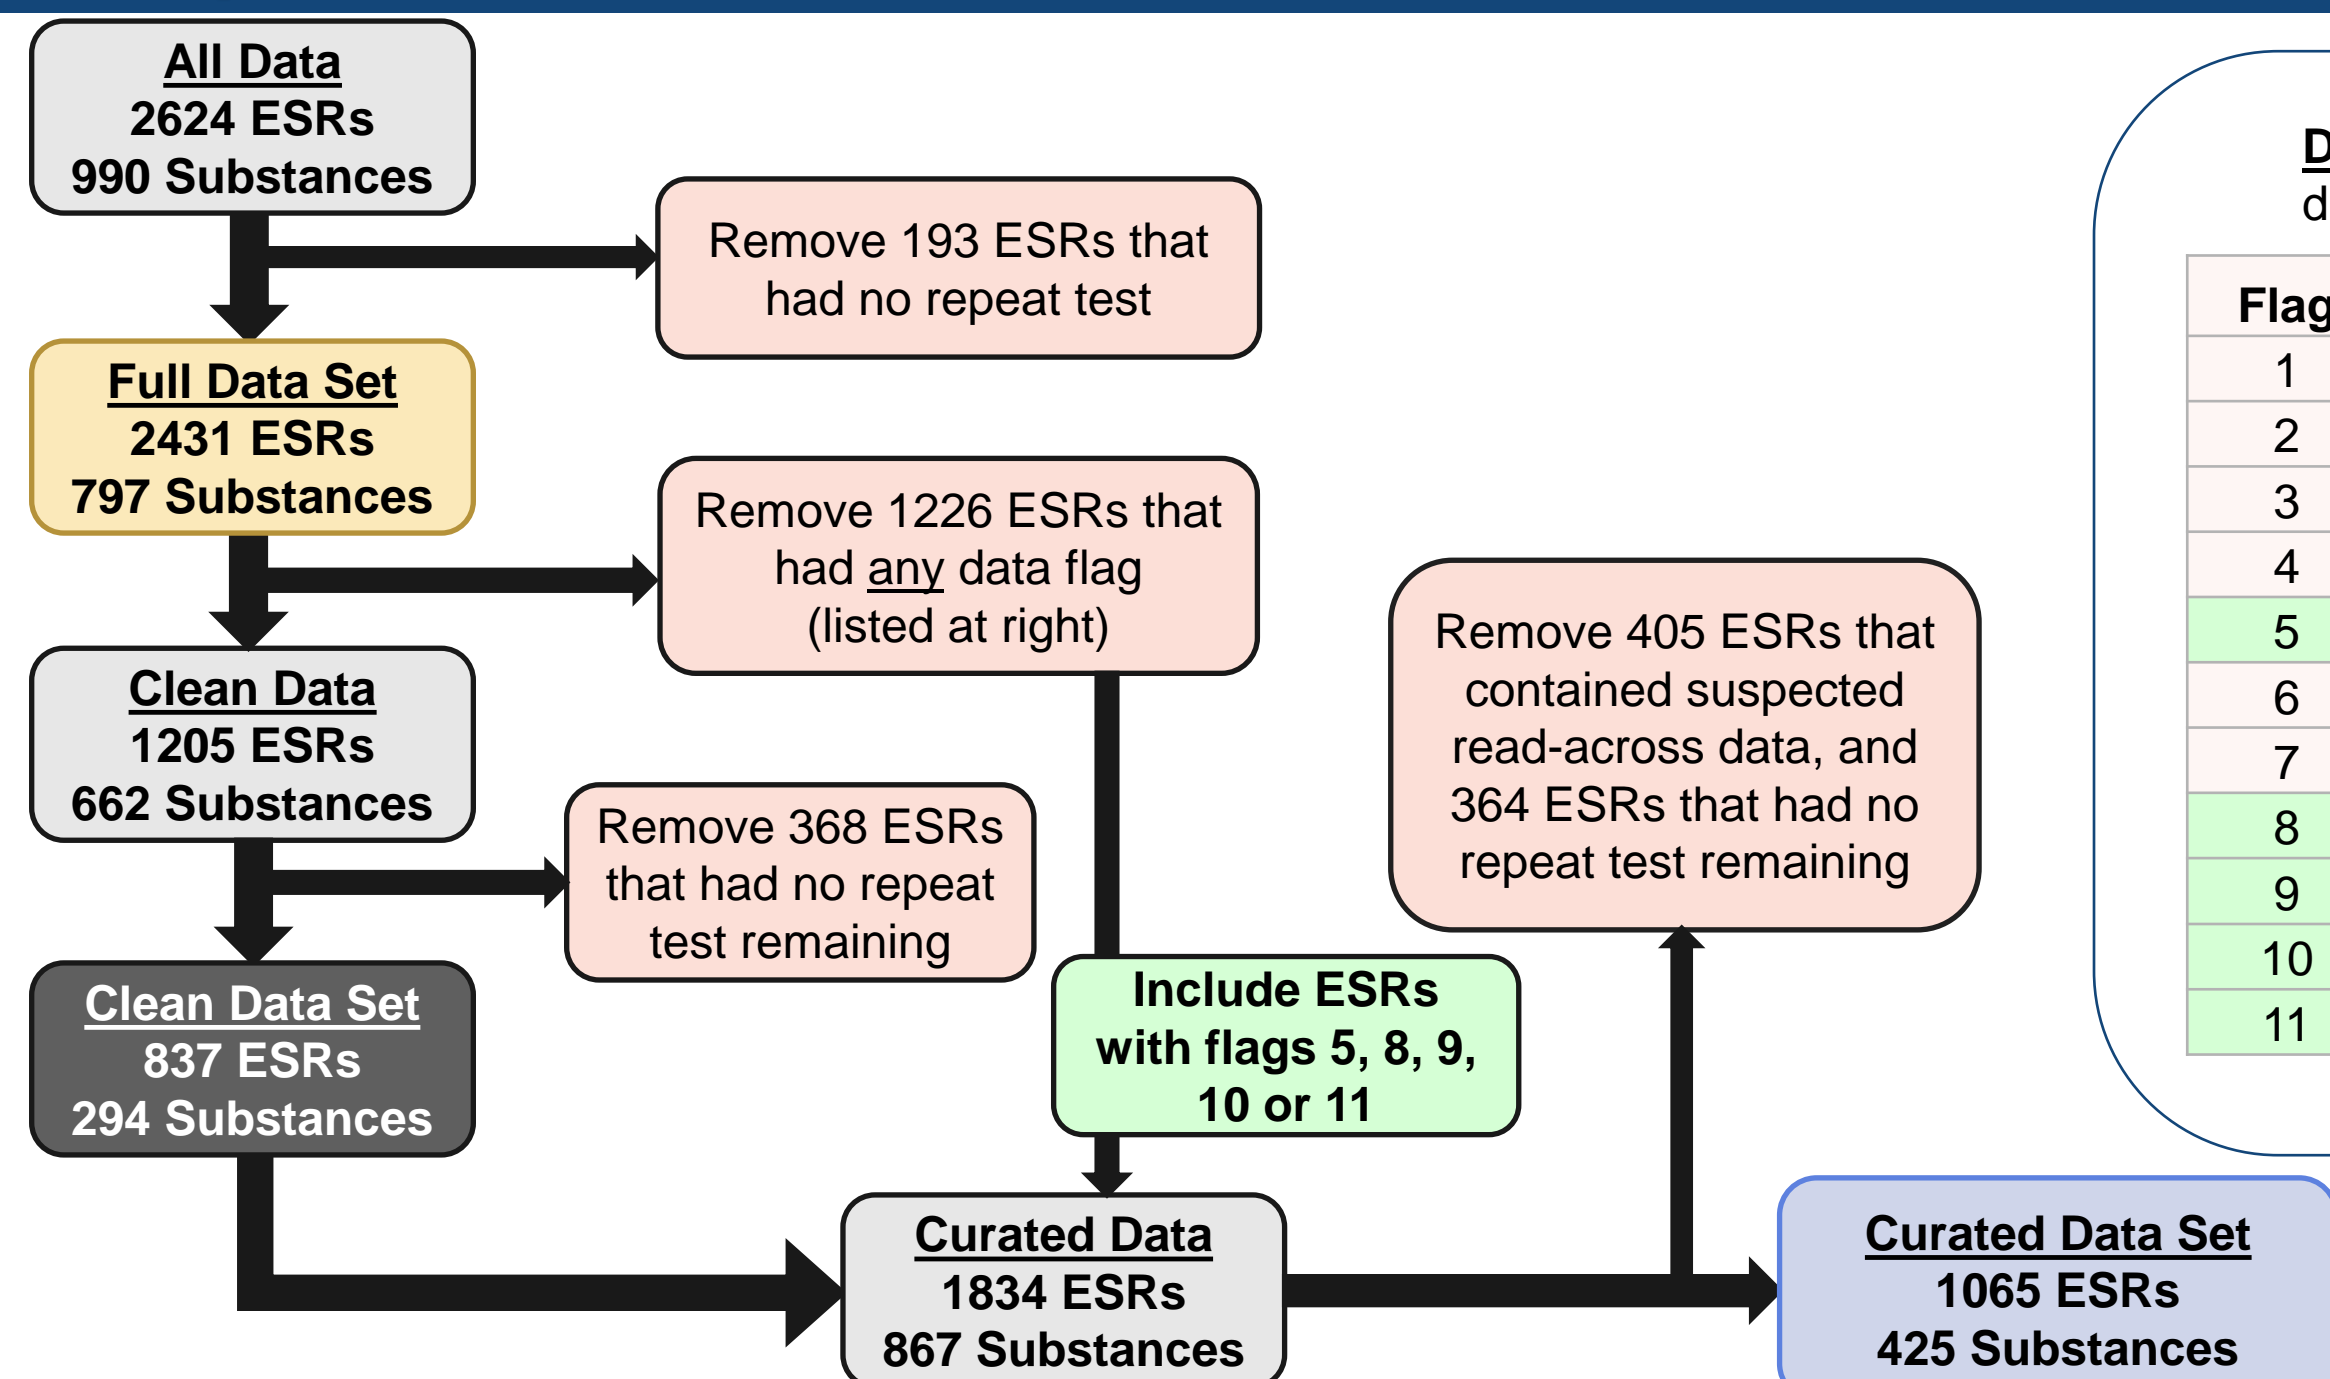 All Data
2624 ESRs
990 Substances
Remove 193 ESRs that
had no repeat test
Full Data Set
2431 ESRs
797 Substances
Remove 1226 ESRs that
had any data flag
(listed at right)
Clean Data
1205 ESRs
662 Substances
Remove 368 ESRs
that had no repeat
test remaining
Clean Data Set
837 ESRs
294 Substances
Include ESRs
with flags 5, 8, 9,
10 or 11
Remove 405 ESRs that
contained suspected
read-across data, and
364 ESRs that had no
repeat test remaining
Curated Data
1834 ESRs
867 Substances
Curated Data Set
1065 ESRs
425 Substances
Flag
1
2
3
4
5
6
7
8
9
10
11